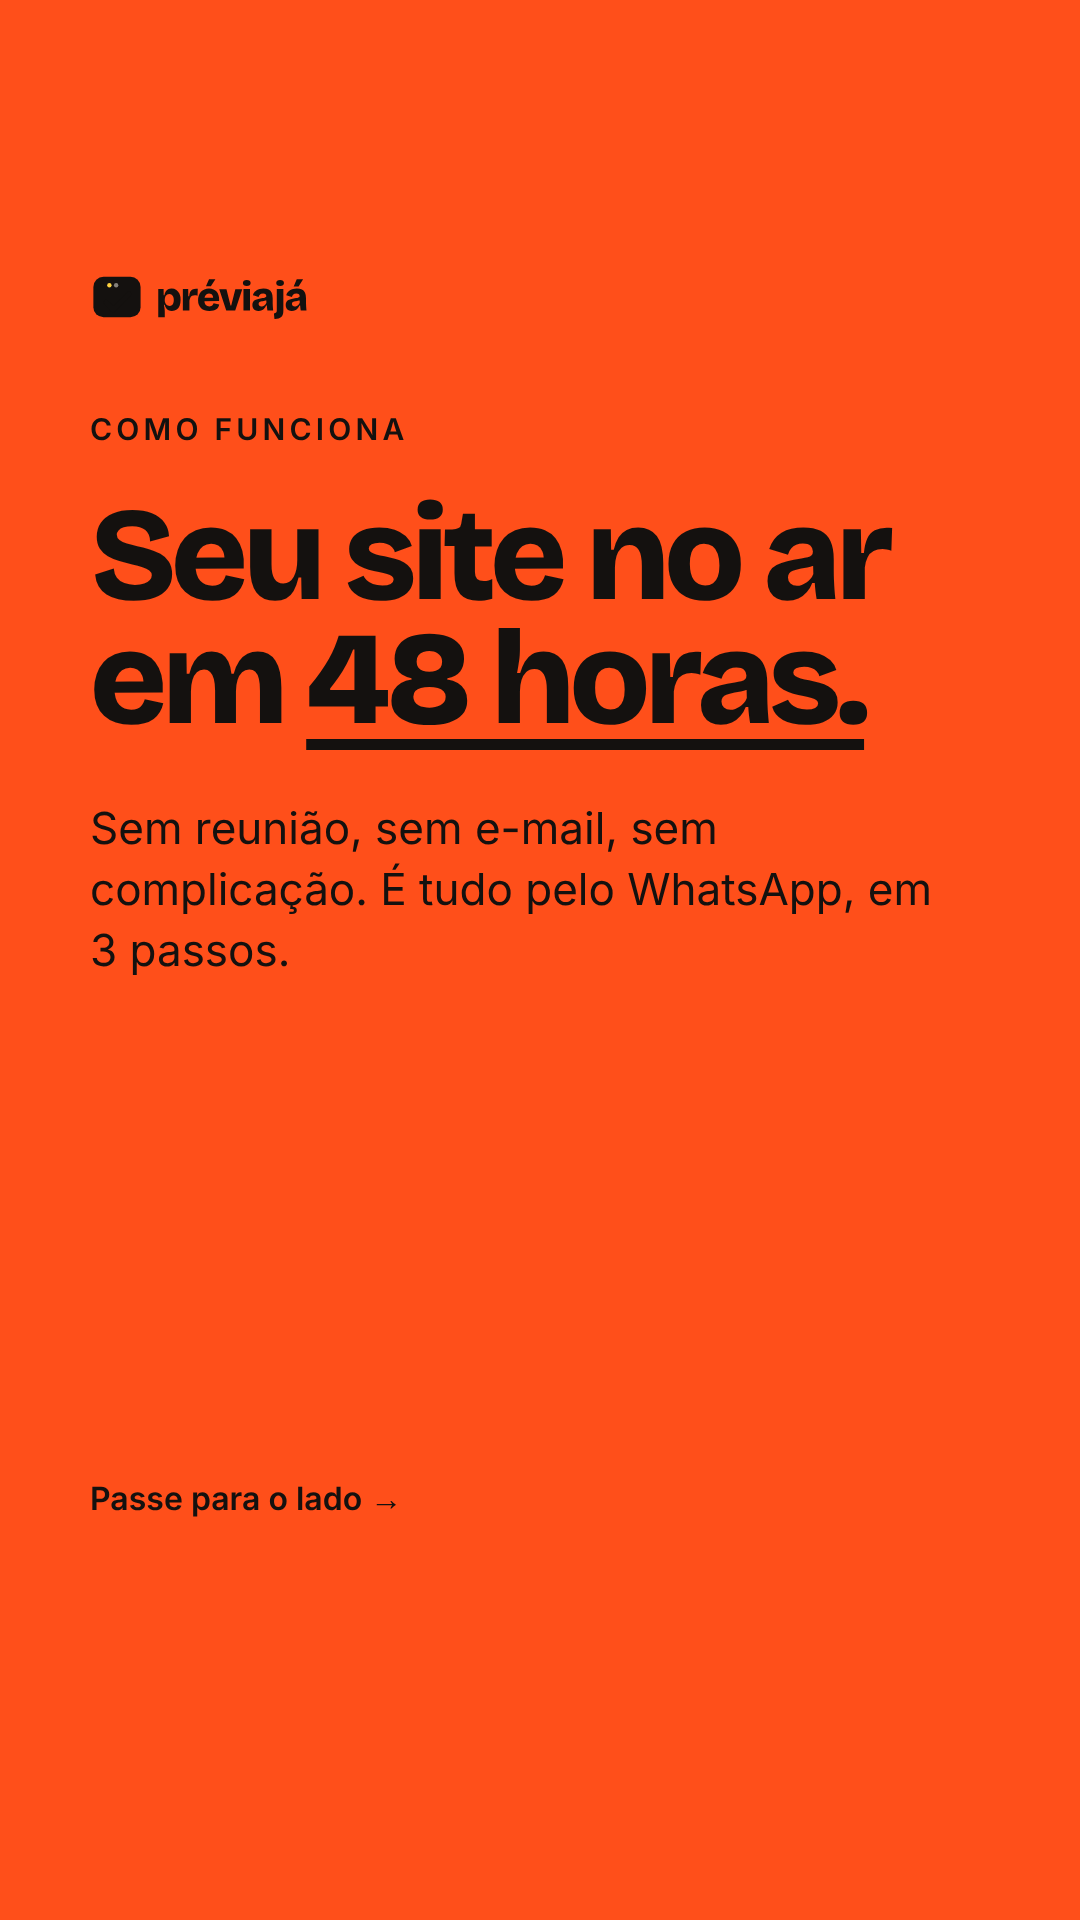 préviajá
COMO FUNCIONA
Seu site no ar
em 48 horas.
Sem reunião, sem e-mail, sem
complicação. É tudo pelo WhatsApp, em
3 passos.
Passe para o lado →